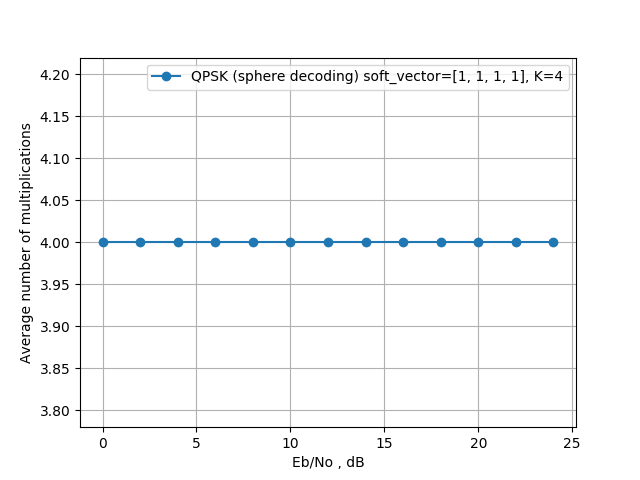 QPSK (sphere decoding) soft_vector=[1, 1, 1, 1], K=4
Average number of multiplications
4.20
4.15
4.10
4.05
4.00
3.95
3.90
3.85
3.80
0 5 10 15 20 25
Eb/No , dB